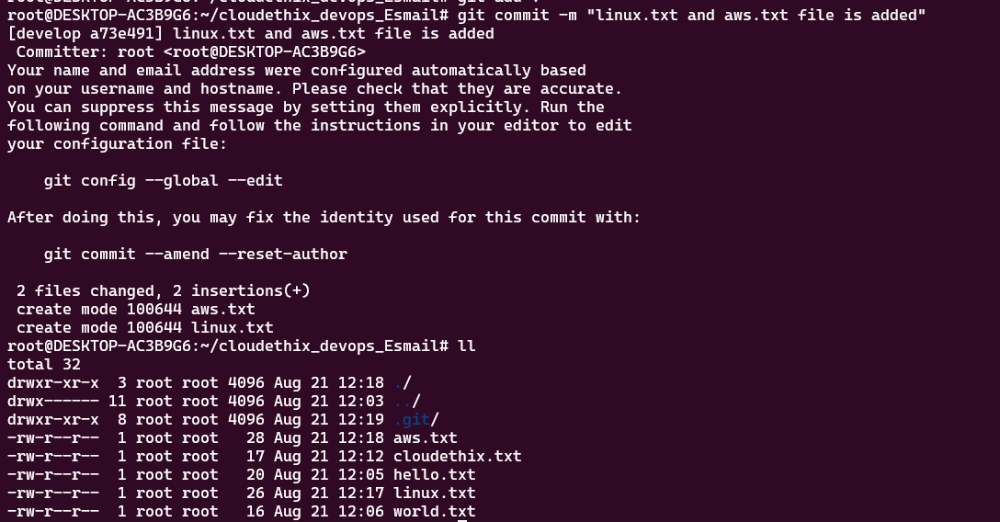 root@DESKTOP-AC3B9G6:~/cloudethix_devops_Esmail# git add .
root@DESKTOP-AC3B9G6:~/cloudethix_devops_Esmail# git commit -m "linux.txt and aws.txt file is added"
[develop a73e491] linux.txt and aws.txt file is added
 Committer: root <root@DESKTOP-AC3B9G6>
Your name and email address were configured automatically based
on your username and hostname. Please check that they are accurate.
You can suppress this message by setting them explicitly. Run the
following command and follow the instructions in your editor to edit
your configuration file:

    git config --global --edit

After doing this, you may fix the identity used for this commit with:

    git commit --amend --reset-author

 2 files changed, 2 insertions(+)
 create mode 100644 aws.txt
 create mode 100644 linux.txt
root@DESKTOP-AC3B9G6:~/cloudethix_devops_Esmail# ll
total 32
drwxr-xr-x  3 root root 4096 Aug 21 12:18 ./
drwx------ 11 root root 4096 Aug 21 12:03 ../
drwxr-xr-x  8 root root 4096 Aug 21 12:19 .git/
-rw-r--r--  1 root root   28 Aug 21 12:18 aws.txt
-rw-r--r--  1 root root   17 Aug 21 12:12 cloudethix.txt
-rw-r--r--  1 root root   20 Aug 21 12:05 hello.txt
-rw-r--r--  1 root root   26 Aug 21 12:17 linux.txt
-rw-r--r--  1 root root   16 Aug 21 12:06 world.txt